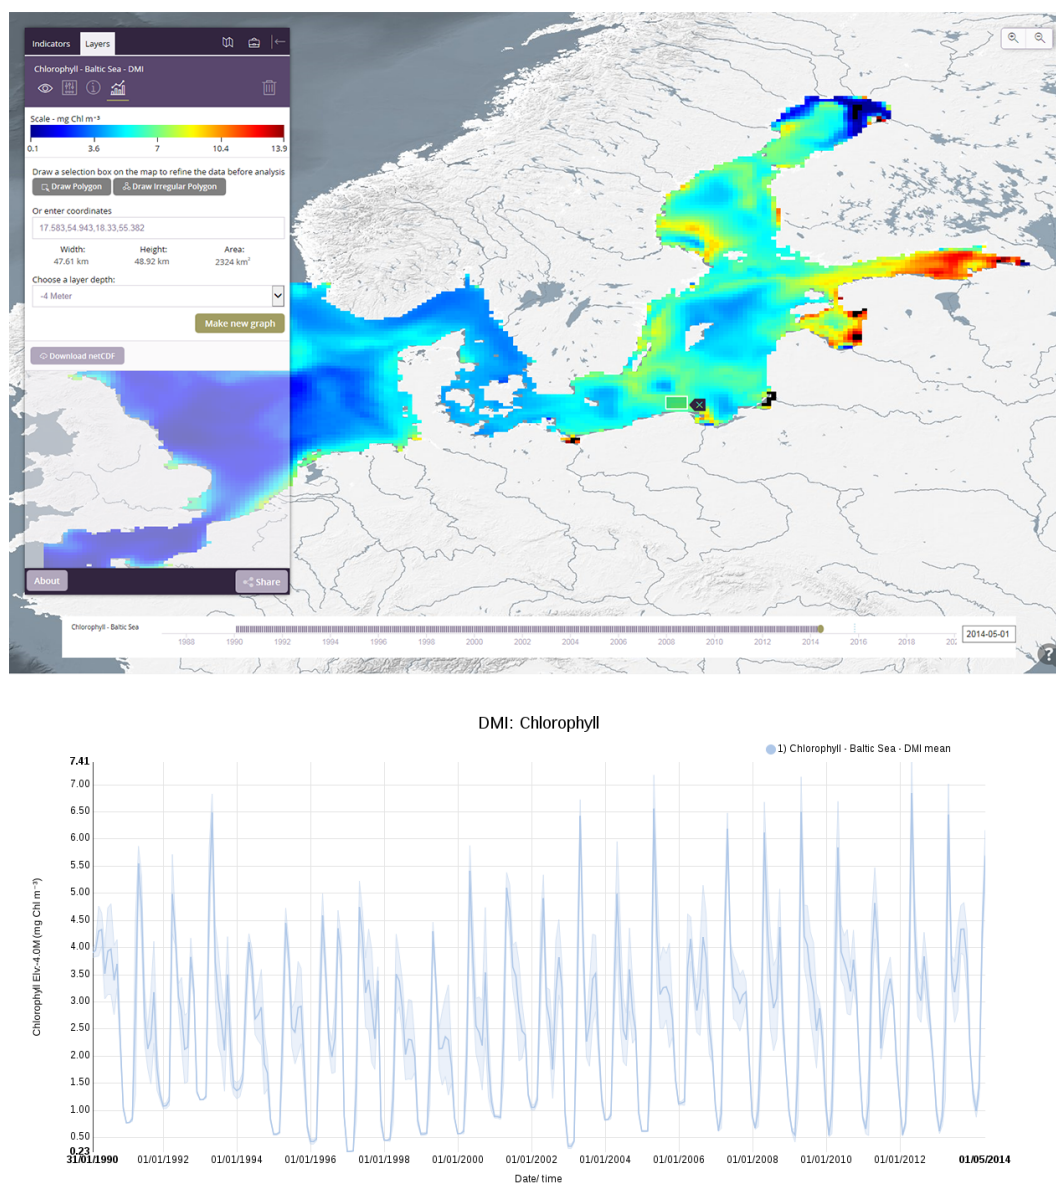 Indicators Layers
Chlorophyll - Baltic Sea - DMI
Scale - mg Chl m⁻³
0.1 3.6 7 10.4 13.9
Draw a selection box on the map to refine the data before analysis
Draw Polygon Draw Irregular Polygon
Or enter coordinates
17.583,54.943,18.33,55.382
Width: Height: Area:
47.61 km 48.92 km 2324 km²
Choose a layer depth:
-4 Meter
Make new graph
Download netCDF
About Share
Chlorophyll - Baltic Sea
1988 1990 1992 1994 1996 1998 2000 2002 2004 2006 2008 2010 2012 2014 2016 2018 202
2014-05-01
?
DMI: Chlorophyll
1) Chlorophyll - Baltic Sea - DMI mean
7.41
7.00
6.50
6.00
5.50
5.00
4.50
4.00
3.50
3.00
2.50
2.00
1.50
1.00
0.50
0.23
Chlorophyll Elv:-4.0M (mg Chl m⁻³)
31/01/1990 01/01/1992 01/01/1994 01/01/1996 01/01/1998 01/01/2000 01/01/2002 01/01/2004 01/01/2006 01/01/2008 01/01/2010 01/01/2012 01/05/2014
Date/ time